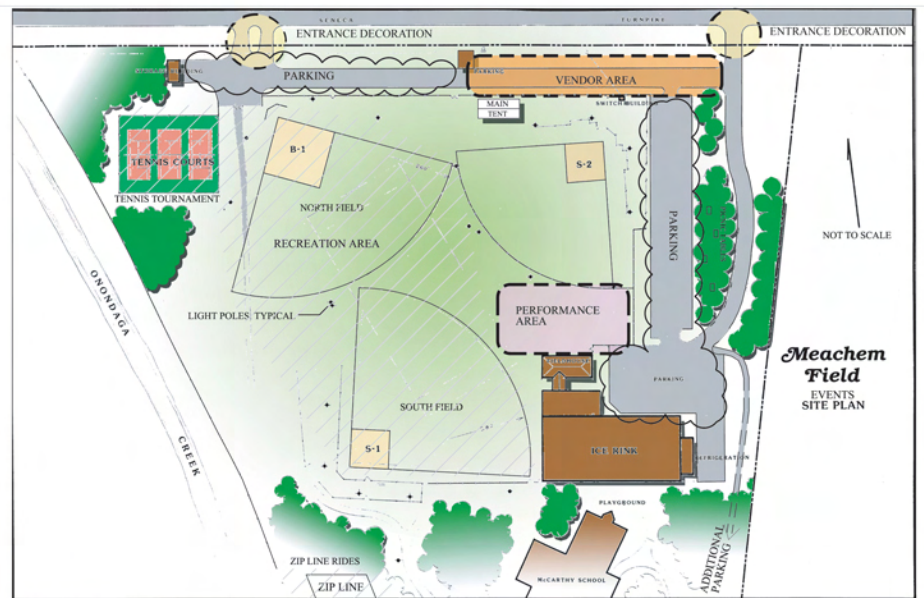 SENECA
TURNPIKE
ENTRANCE DECORATION
ENTRANCE DECORATION
PARKING
PARKING
VENDOR AREA
MAIN
TENT
B-1
S-2
TENNIS COURTS
TENNIS TOURNAMENT
NORTH FIELD
RECREATION AREA
PARKING
NOT TO SCALE
ONONDAGA
CREEK
LIGHT POLES: TYPICAL
PERFORMANCE
AREA
Meachem
Field
EVENTS
SITE PLAN
PARKING
SOUTH FIELD
S-1
ICE RINK
PLAYGROUND
McCARTHY SCHOOL
ZIP LINE RIDES
ZIP LINE
ADDITIONAL
PARKING